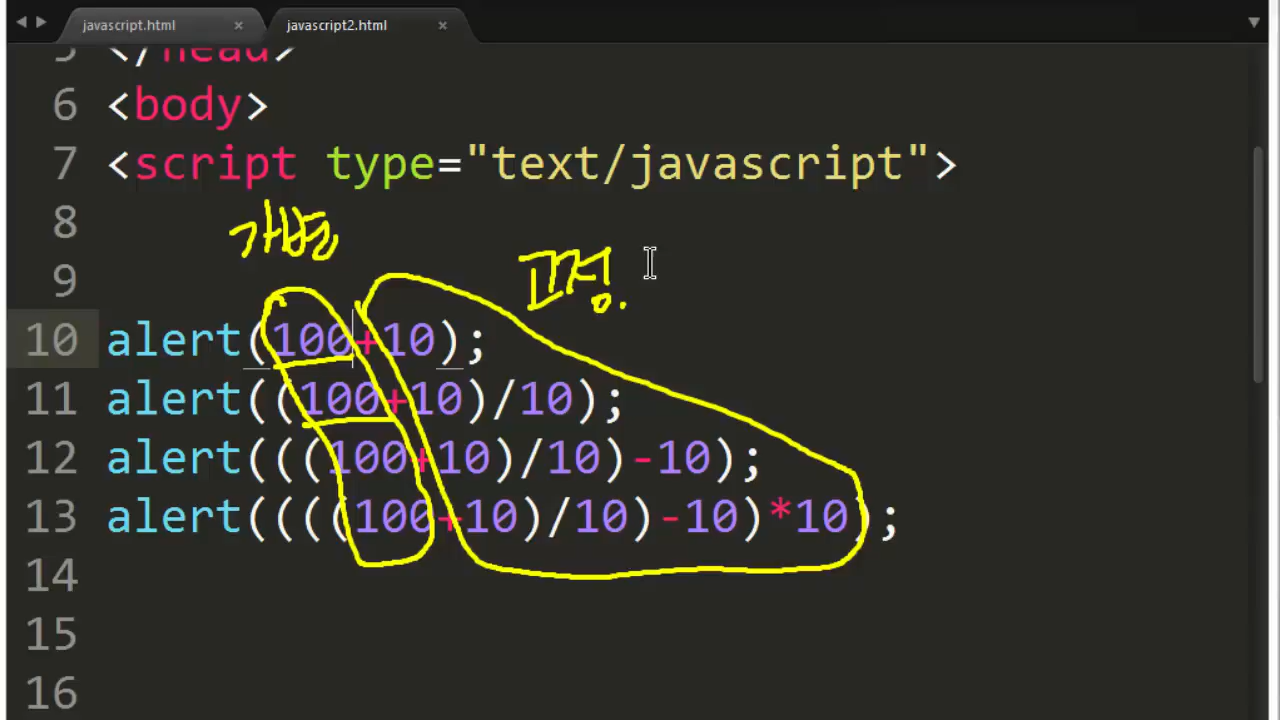 javascript.html
javascript2.html
5 </head>
6 <body>
7 <script type="text/javascript">
8 가변
9 고정.
10 alert(100+10);
11 alert((100+10)/10);
12 alert(((100+10)/10)-10);
13 alert((((100+10)/10)-10)*10);
14
15
16